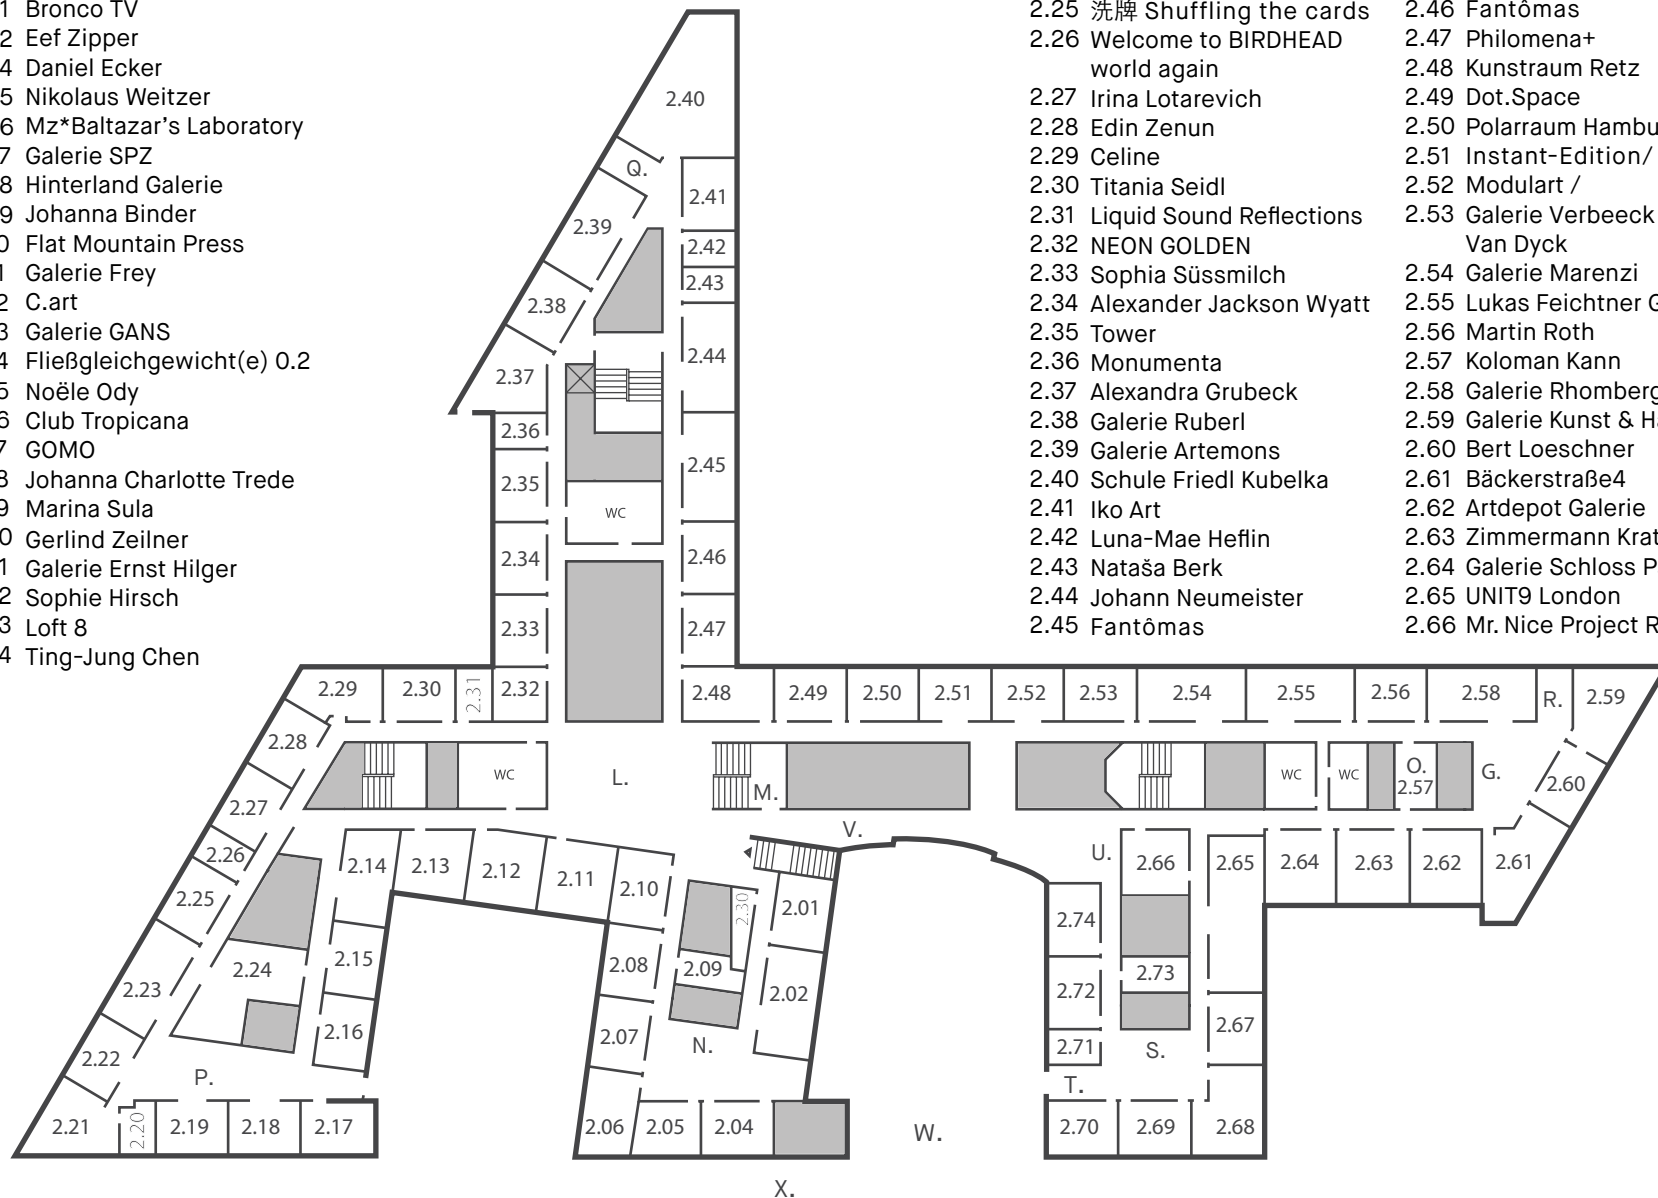 1 Bronco TV
2 Eef Zipper
4 Daniel Ecker
5 Nikolaus Weitzer
6 Mz*Baltazar's Laboratory
7 Galerie SPZ
8 Hinterland Galerie
9 Johanna Binder
0 Flat Mountain Press
1 Galerie Frey
2 C.art
3 Galerie GANS
4 Fließgleichgewicht(e) 0.2
5 Noële Ody
6 Club Tropicana
7 GOMO
8 Johanna Charlotte Trede
9 Marina Sula
0 Gerlind Zeilner
1 Galerie Ernst Hilger
2 Sophie Hirsch
3 Loft 8
4 Ting-Jung Chen
2.25 洗牌 Shuffling the cards
2.26 Welcome to BIRDHEAD
world again
2.27 Irina Lotarevich
2.28 Edin Zenun
2.29 Celine
2.30 Titania Seidl
2.31 Liquid Sound Reflections
2.32 NEON GOLDEN
2.33 Sophia Süssmilch
2.34 Alexander Jackson Wyatt
2.35 Tower
2.36 Monumenta
2.37 Alexandra Grubeck
2.38 Galerie Ruberl
2.39 Galerie Artemons
2.40 Schule Friedl Kubelka
2.41 Iko Art
2.42 Luna-Mae Heflin
2.43 Nataša Berk
2.44 Johann Neumeister
2.45 Fantômas
2.46 Fantômas
2.47 Philomena+
2.48 Kunstraum Retz
2.49 Dot.Space
2.50 Polarraum Hambu
2.51 Instant-Edition/
2.52 Modulart /
2.53 Galerie Verbeeck
Van Dyck
2.54 Galerie Marenzi
2.55 Lukas Feichtner G
2.56 Martin Roth
2.57 Koloman Kann
2.58 Galerie Rhomberg
2.59 Galerie Kunst & Ha
2.60 Bert Loeschner
2.61 Bäckerstraße4
2.62 Artdepot Galerie
2.63 Zimmermann Krat
2.64 Galerie Schloss P
2.65 UNIT9 London
2.66 Mr. Nice Project R
2.40
Q.
2.41
2.39
2.42
2.43
2.38
2.44
2.37
2.36
2.45
2.35
WC
2.34
2.46
2.33
2.47
2.29
2.30
2.31
2.32
2.48
2.49
2.50
2.51
2.52
2.53
2.54
2.55
2.56
2.58
R.
2.59
2.28
WC
L.
M.
WC
WC
O.
2.57
G.
2.60
2.27
V.
2.26
2.14
2.13
2.12
2.11
2.10
U.
2.66
2.65
2.64
2.63
2.62
2.61
2.25
2.30
2.01
2.74
2.24
2.15
2.08
2.09
2.73
2.23
2.02
2.72
2.16
2.07
N.
2.67
2.22
2.71
S.
P.
T.
2.21
2.20
2.19
2.18
2.17
2.06
2.05
2.04
W.
2.70
2.69
2.68
X.